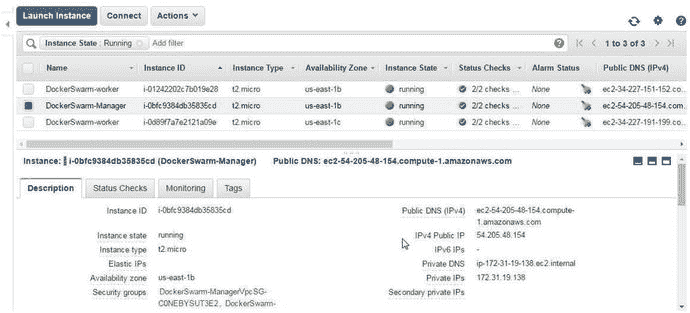 Launch Instance Connect Actions
Instance State : Running Add filter 1 to 3 of 3
Name Instance ID Instance Type Availability Zone Instance State Status Checks Alarm Status Public DNS (IPv4)
DockerSwarm-worker i-01242202c7b019e28 t2.micro us-east-1b running 2/2 checks ... None ec2-34-227-151-152.co...
DockerSwarm-Manager i-0bfc9384db35835cd t2.micro us-east-1b running 2/2 checks ... None ec2-54-205-48-154.com...
DockerSwarm-worker i-0d89f7a7e2121a09e t2.micro us-east-1c running 2/2 checks ... None ec2-34-227-191-199.co...
Instance: i-0bfc9384db35835cd (DockerSwarm-Manager) Public DNS: ec2-54-205-48-154.compute-1.amazonaws.com
Description Status Checks Monitoring Tags
Instance ID i-0bfc9384db35835cd Public DNS (IPv4) ec2-54-205-48-154.compute-
1.amazonaws.com
Instance state running IPv4 Public IP 54.205.48.154
Instance type t2.micro IPv6 IPs -
Elastic IPs Private DNS ip-172-31-19-138.ec2.internal
Availability zone us-east-1b Private IPs 172.31.19.138
Security groups DockerSwarm-ManagerVpcSG- Secondary private IPs
C0NEBYSUT3E2, DockerSwarm-